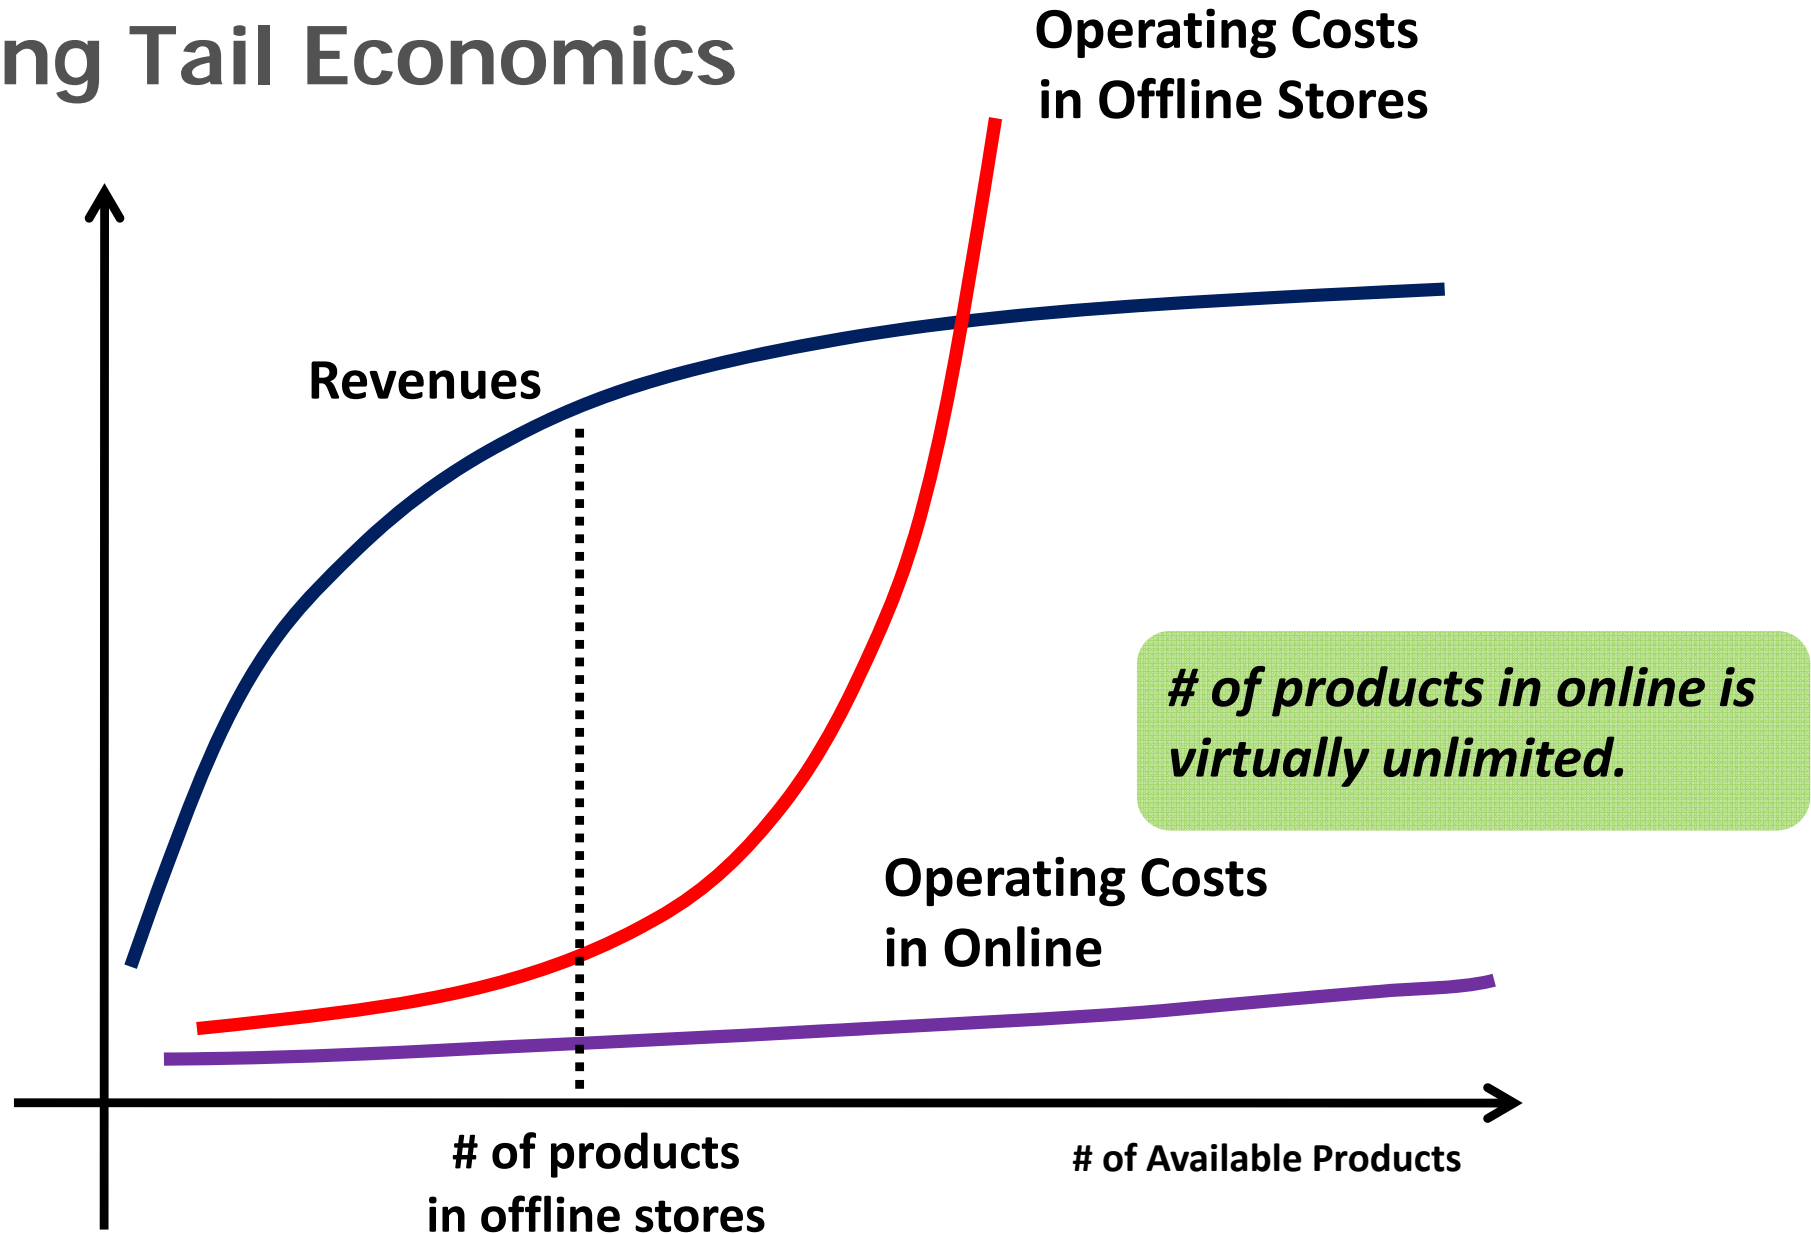 ng Tail Economics
Operating Costs
in Offline Stores
Revenues
# of products in online is
virtually unlimited.
Operating Costs
in Online
# of products
in offline stores
# of Available Products